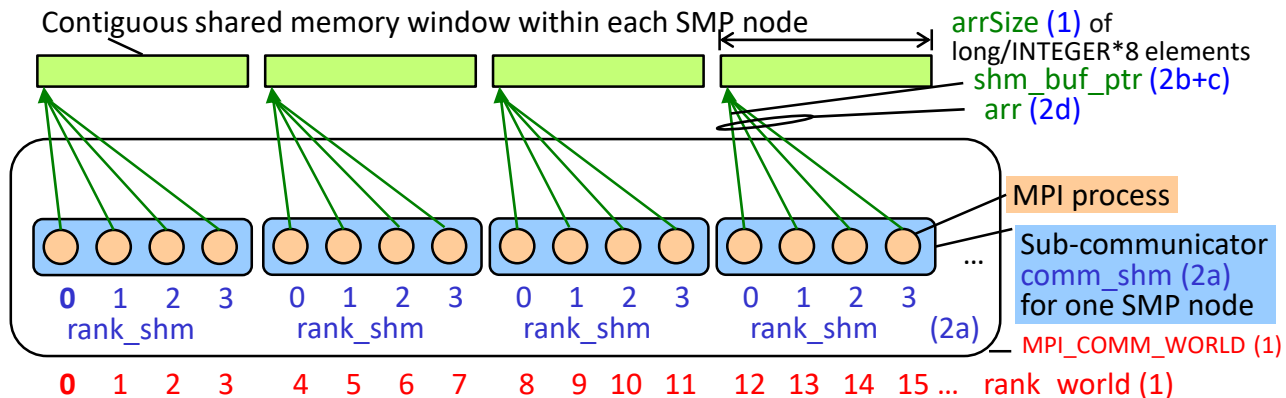 Contiguous shared memory window within each SMP node
arrSize (1) of
long/INTEGER*8 elements
shm_buf_ptr (2b+c)
arr (2d)
MPI process
Sub-communicator
comm_shm (2a)
for one SMP node
...
0 1 2 3 0 1 2 3 0 1 2 3 0 1 2 3
rank_shm rank_shm rank_shm rank_shm (2a)
MPI_COMM_WORLD (1)
0 1 2 3 4 5 6 7 8 9 10 11 12 13 14 15 ... rank world (1)